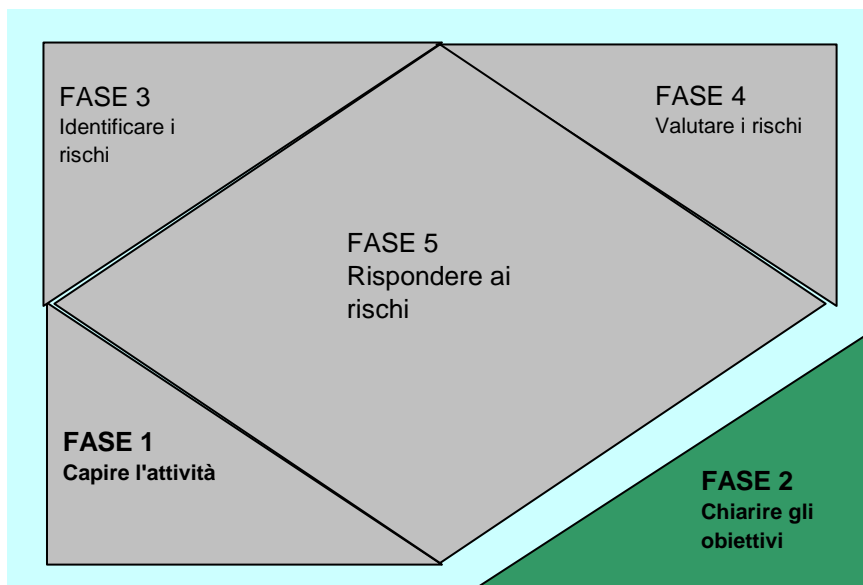 FASE 3
Identificare i
rischi
FASE 4
Valutare i rischi
FASE 5
Rispondere ai
rischi
FASE 1
Capire l'attività
FASE 2
Chiarire gli
obiettivi